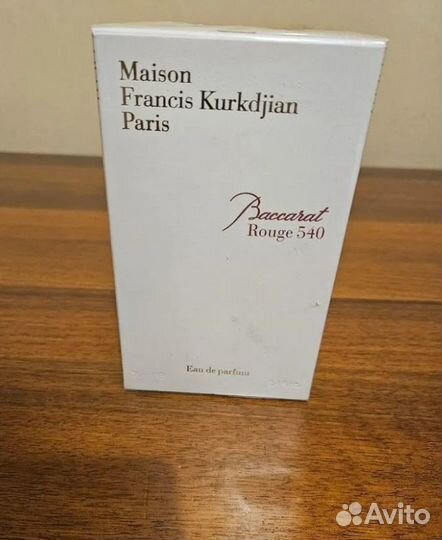 Maison
Francis Kurkdjian
Paris
Baccarat
Rouge 540
Eau de parfum
Avito